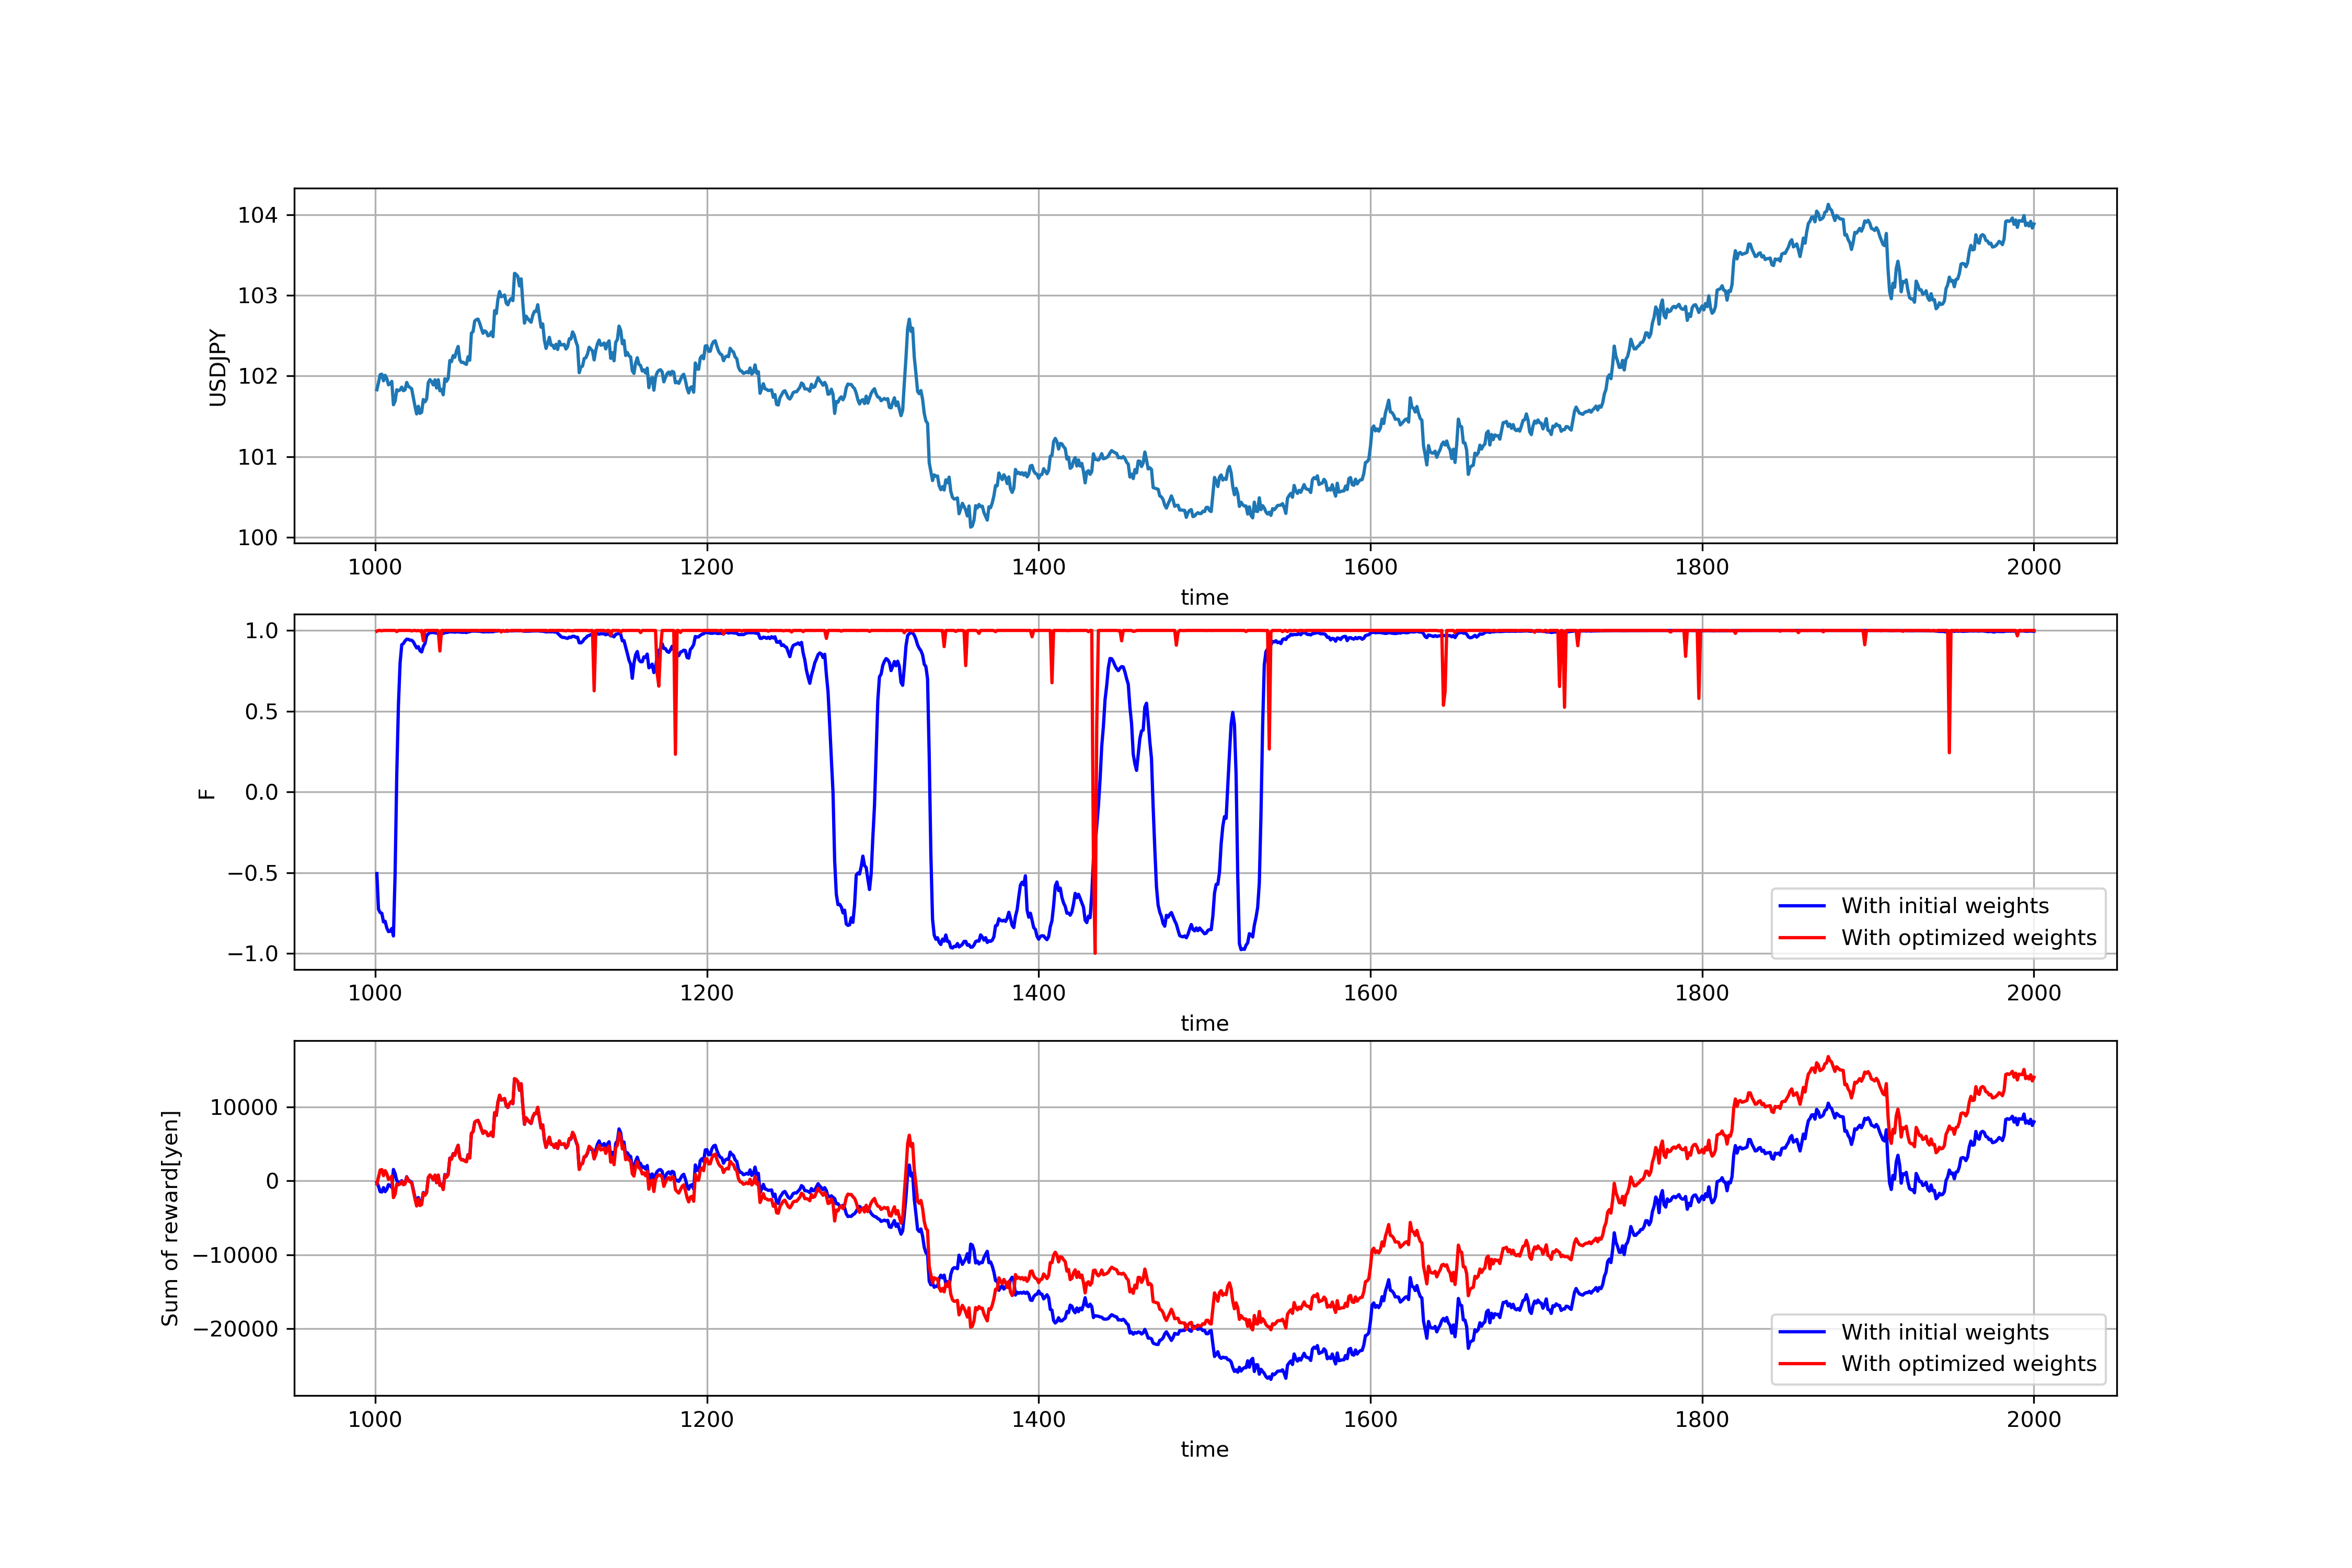 104
103
102
101
100
USDJPY
1000 1200 1400 1600 1800 2000
time
1.0
0.5
0.0
−0.5
−1.0
F
With initial weights
With optimized weights
1000 1200 1400 1600 1800 2000
time
10000
0
−10000
−20000
Sum of reward[yen]
With initial weights
With optimized weights
1000 1200 1400 1600 1800 2000
time